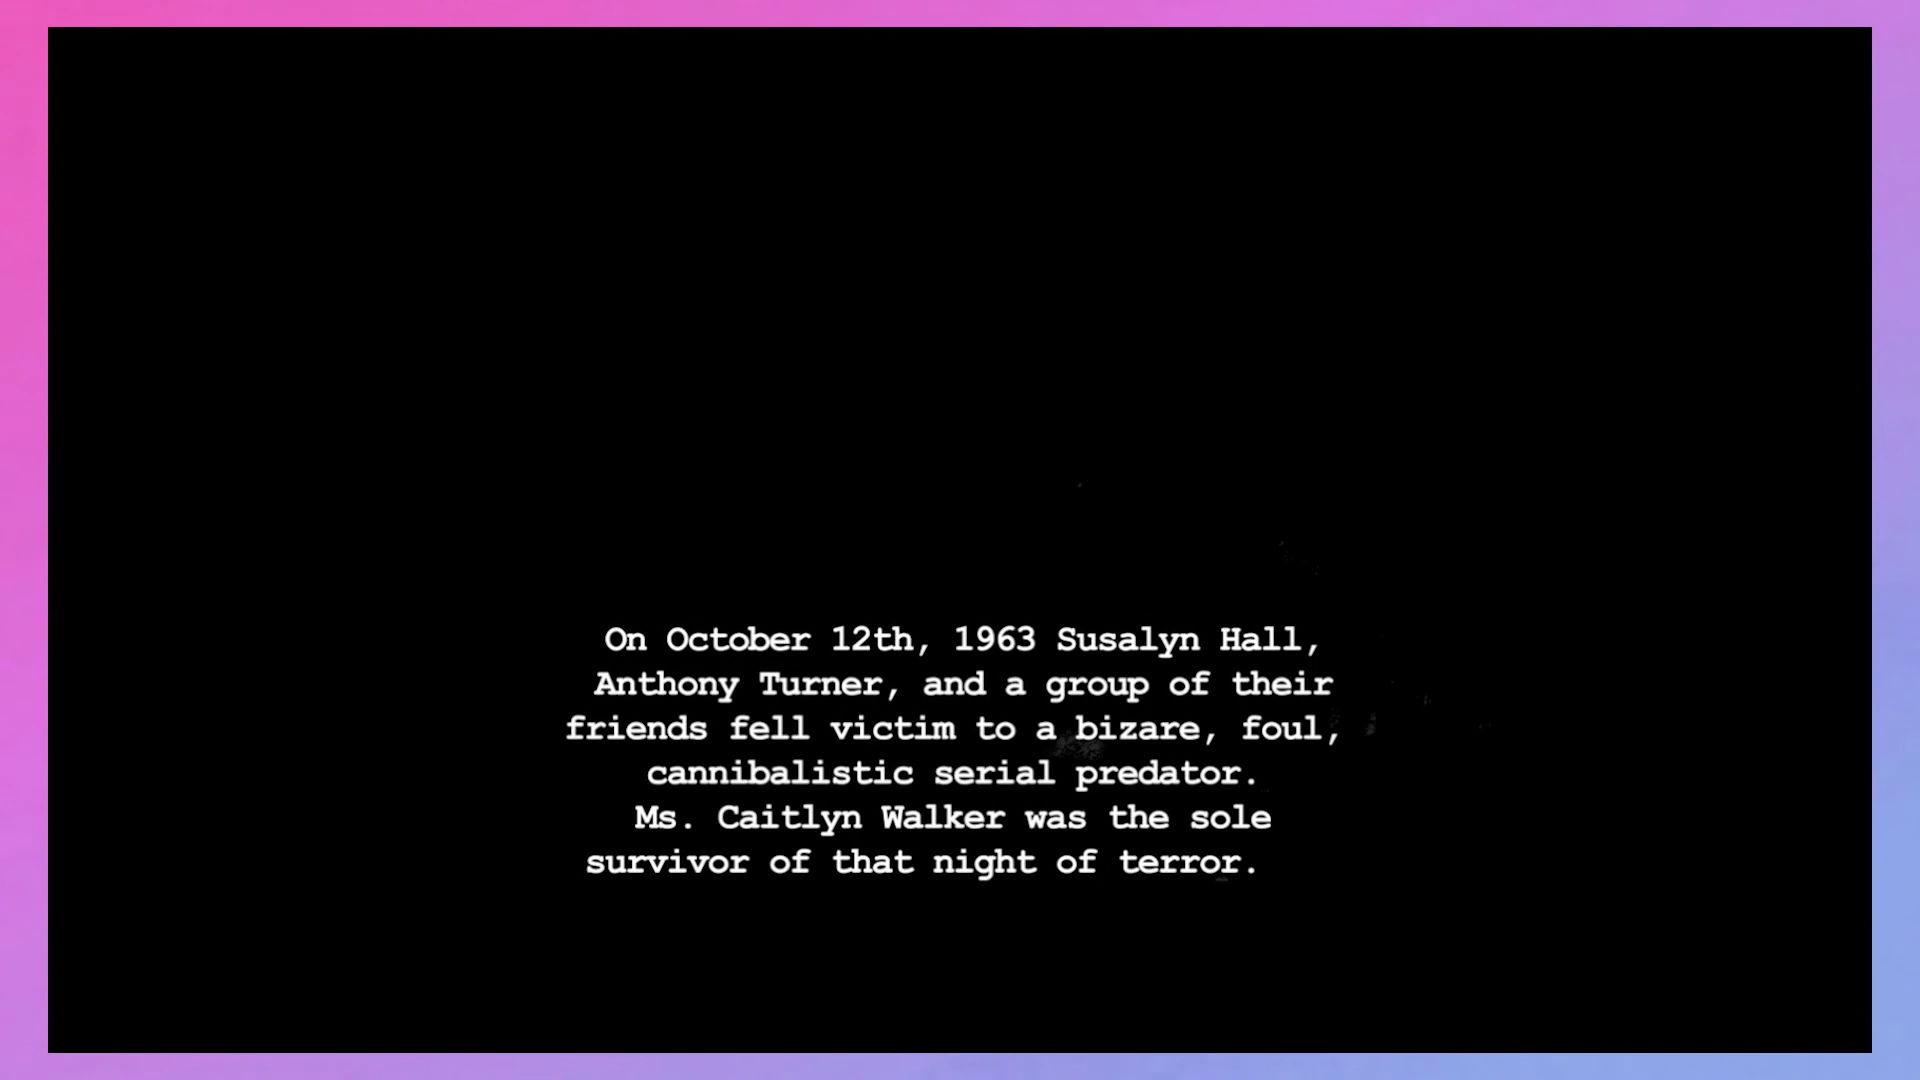 On October 12th, 1963 Susalyn Hall,
Anthony Turner, and a group of their
friends fell victim to a bizare, foul,
cannibalistic serial predator.
Ms. Caitlyn Walker was the sole
survivor of that night of terror.